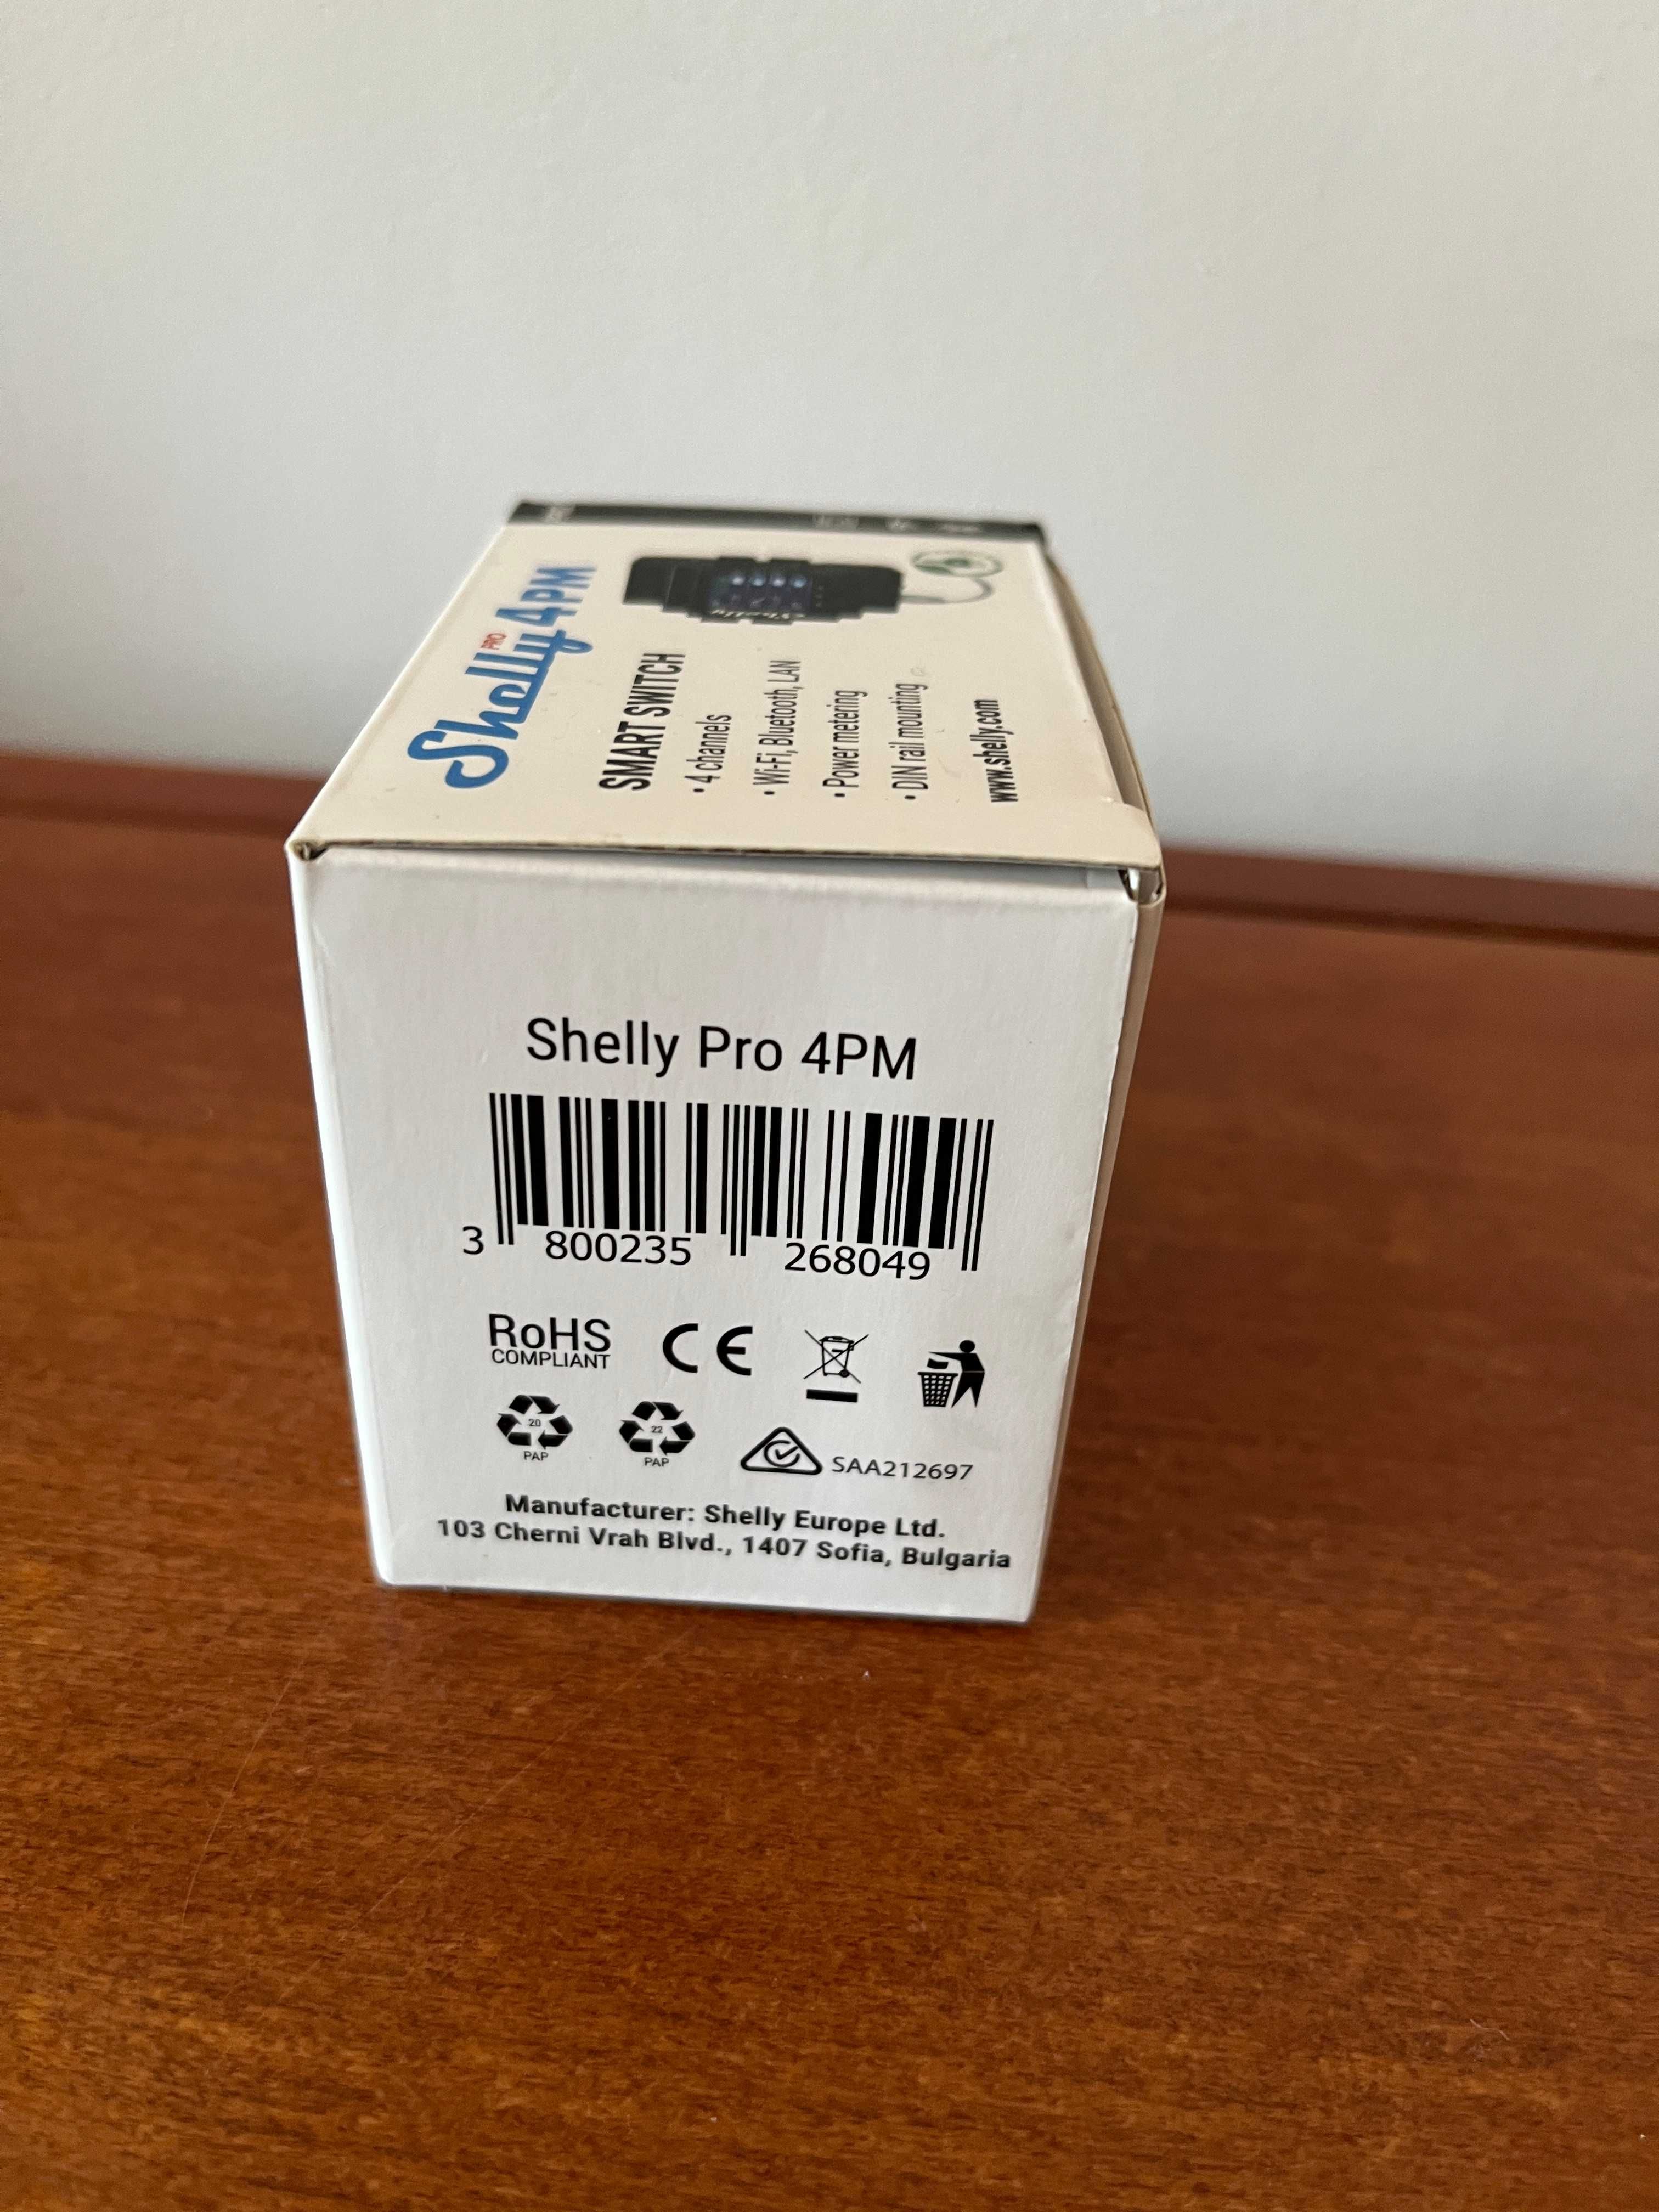 Shelly PRO 4PM
SMART SWITCH
• 4 channels
• Wi-Fi, Bluetooth, LAN
• Power metering
• DIN rail mounting
www.shelly.com
Shelly
Shelly Pro 4PM
3 800235 268049
RoHS
COMPLIANT
CE
20
PAP
22
PAP
SAA212697
Manufacturer: Shelly Europe Ltd.
103 Cherni Vrah Blvd., 1407 Sofia, Bulgaria